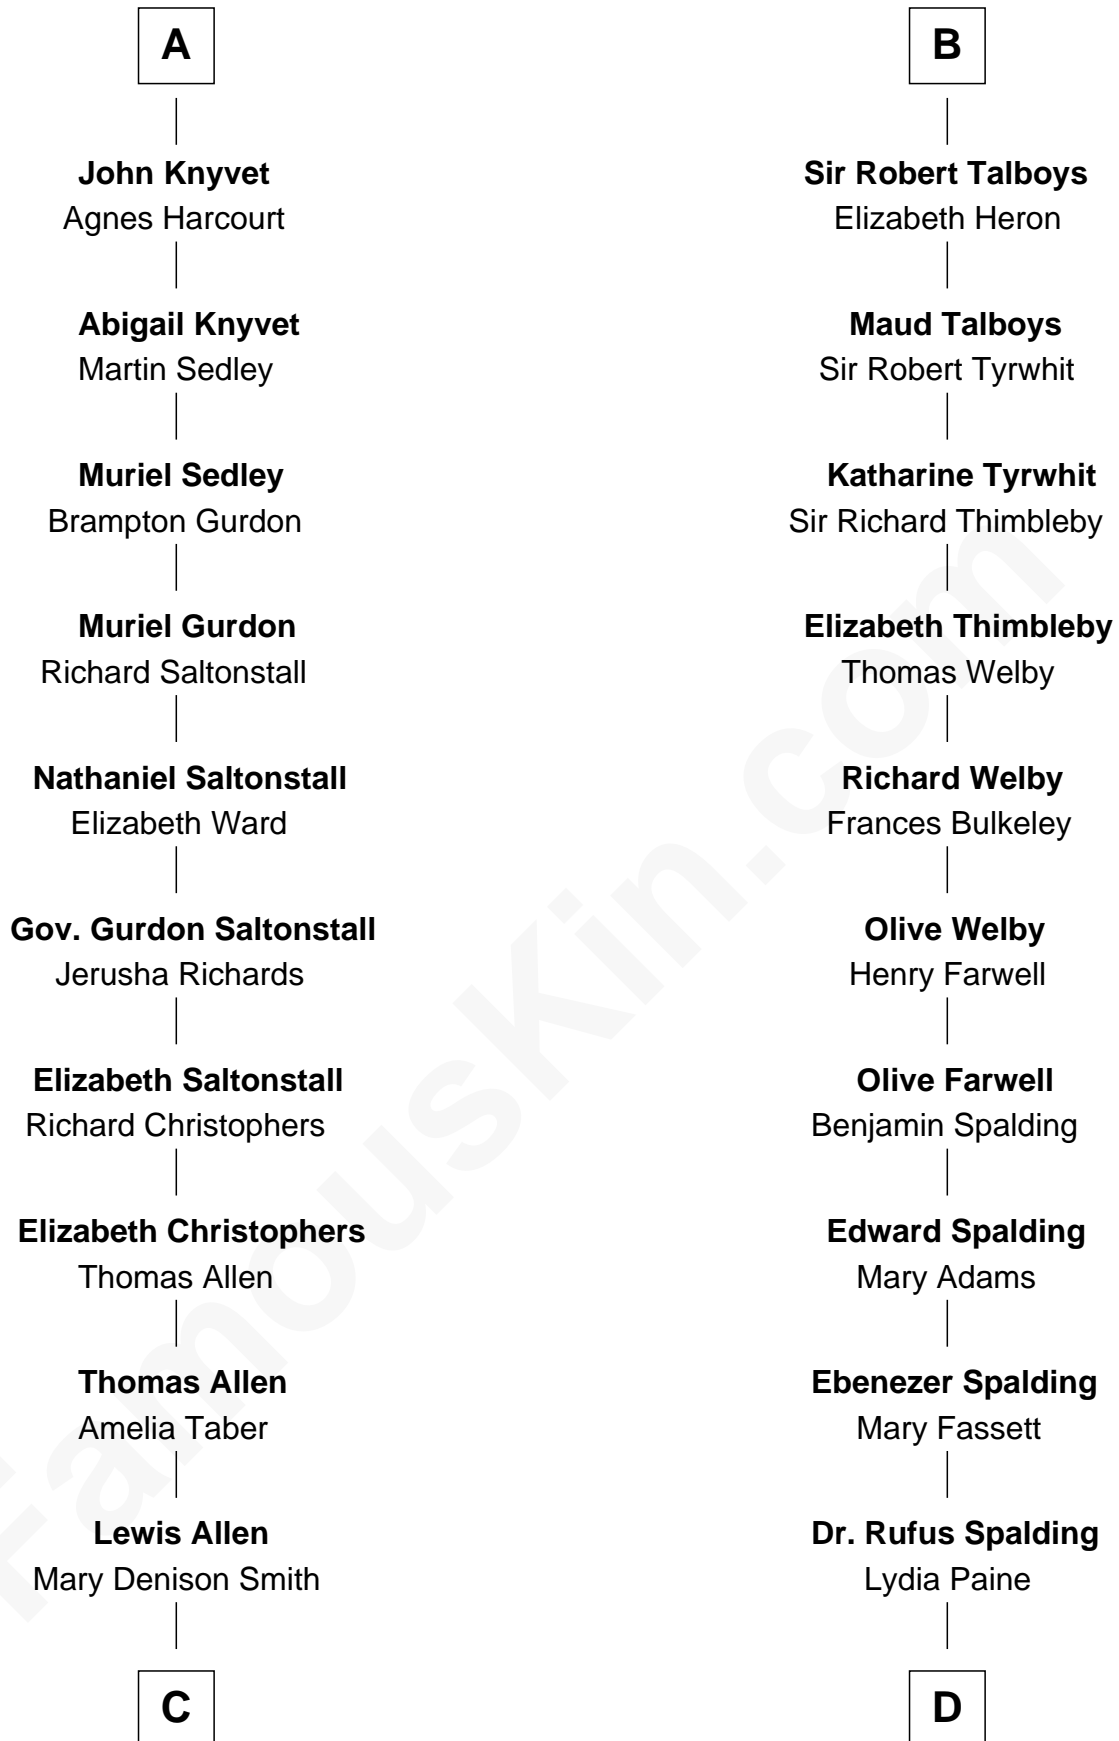 A
John Knyvet
Agnes Harcourt
Abigail Knyvet
Martin Sedley
Muriel Sedley
Brampton Gurdon
Muriel Gurdon
Richard Saltonstall
Nathaniel Saltonstall
Elizabeth Ward
Gov. Gurdon Saltonstall
Jerusha Richards
Elizabeth Saltonstall
Richard Christophers
Elizabeth Christophers
Thomas Allen
Thomas Allen
Amelia Taber
Lewis Allen
Mary Denison Smith
C
B
Sir Robert Talboys
Elizabeth Heron
Maud Talboys
Sir Robert Tyrwhit
Katharine Tyrwhit
Sir Richard Thimbleby
Elizabeth Thimbleby
Thomas Welby
Richard Welby
Frances Bulkeley
Olive Welby
Henry Farwell
Olive Farwell
Benjamin Spalding
Edward Spalding
Mary Adams
Ebenezer Spalding
Mary Fassett
Dr. Rufus Spalding
Lydia Paine
D
FamousKin.com